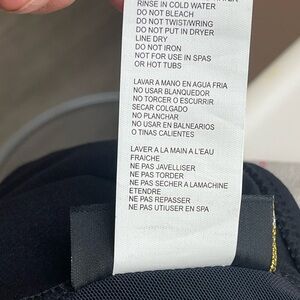 RINSE IN COLD WATER
DO NOT BLEACH
DO NOT TWIST/WRING
DO NOT PUT IN DRYER
LINE DRY
DO NOT IRON
NOT FOR USE IN SPAS
OR HOT TUBS
LAVAR A MANO EN AGUA FRIA
NO USAR BLANQUEDOR
NO TORCER O ESCURRIR
SECAR COLGADO
NO PLANCHAR
NO USAR EN BALNEARIOS
O TINAS CALIENTES
LAVER A LA MAIN A L'EAU
FRAICHE
NE PAS JAVELLISER
NE PAS TORDER
NE PAS SECHER A LAMACHINE
ETENDRE
NE PAS REPASSER
NE PAS UTIUSER EN SPA